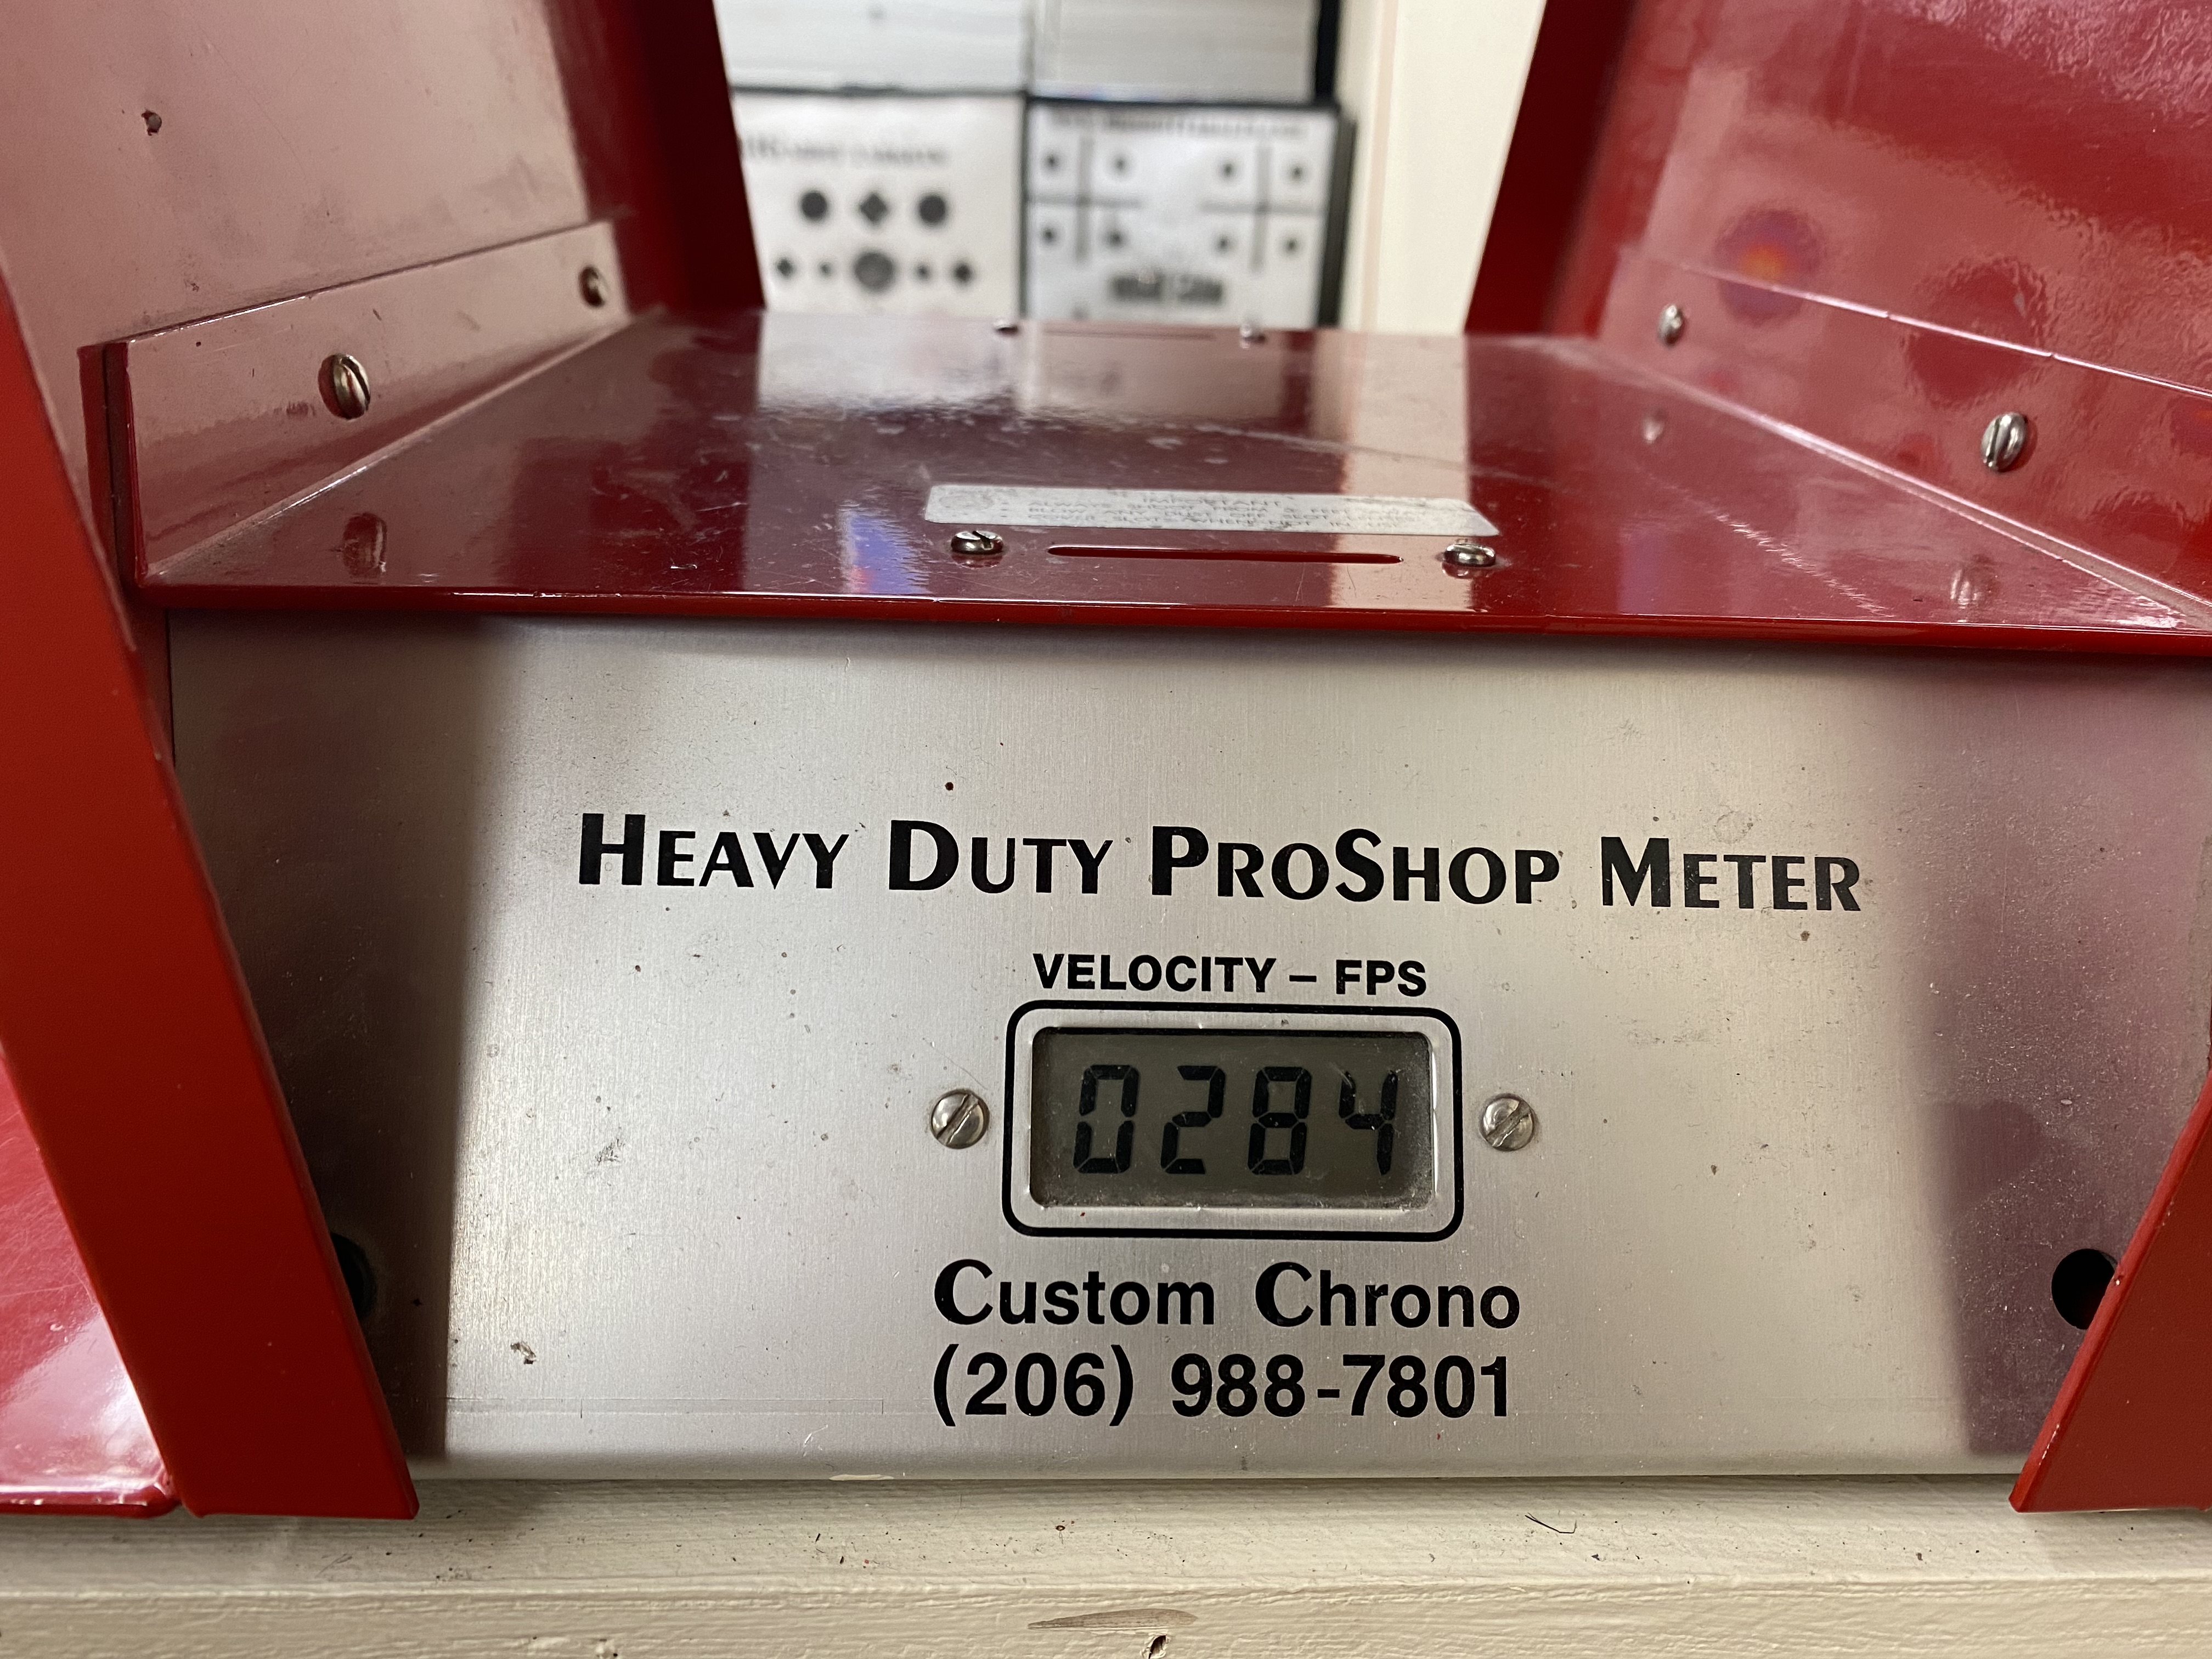 IMPORTANT
HEAVY DUTY PROSHOP METER
VELOCITY – FPS
0284
Custom Chrono
(206) 988-7801